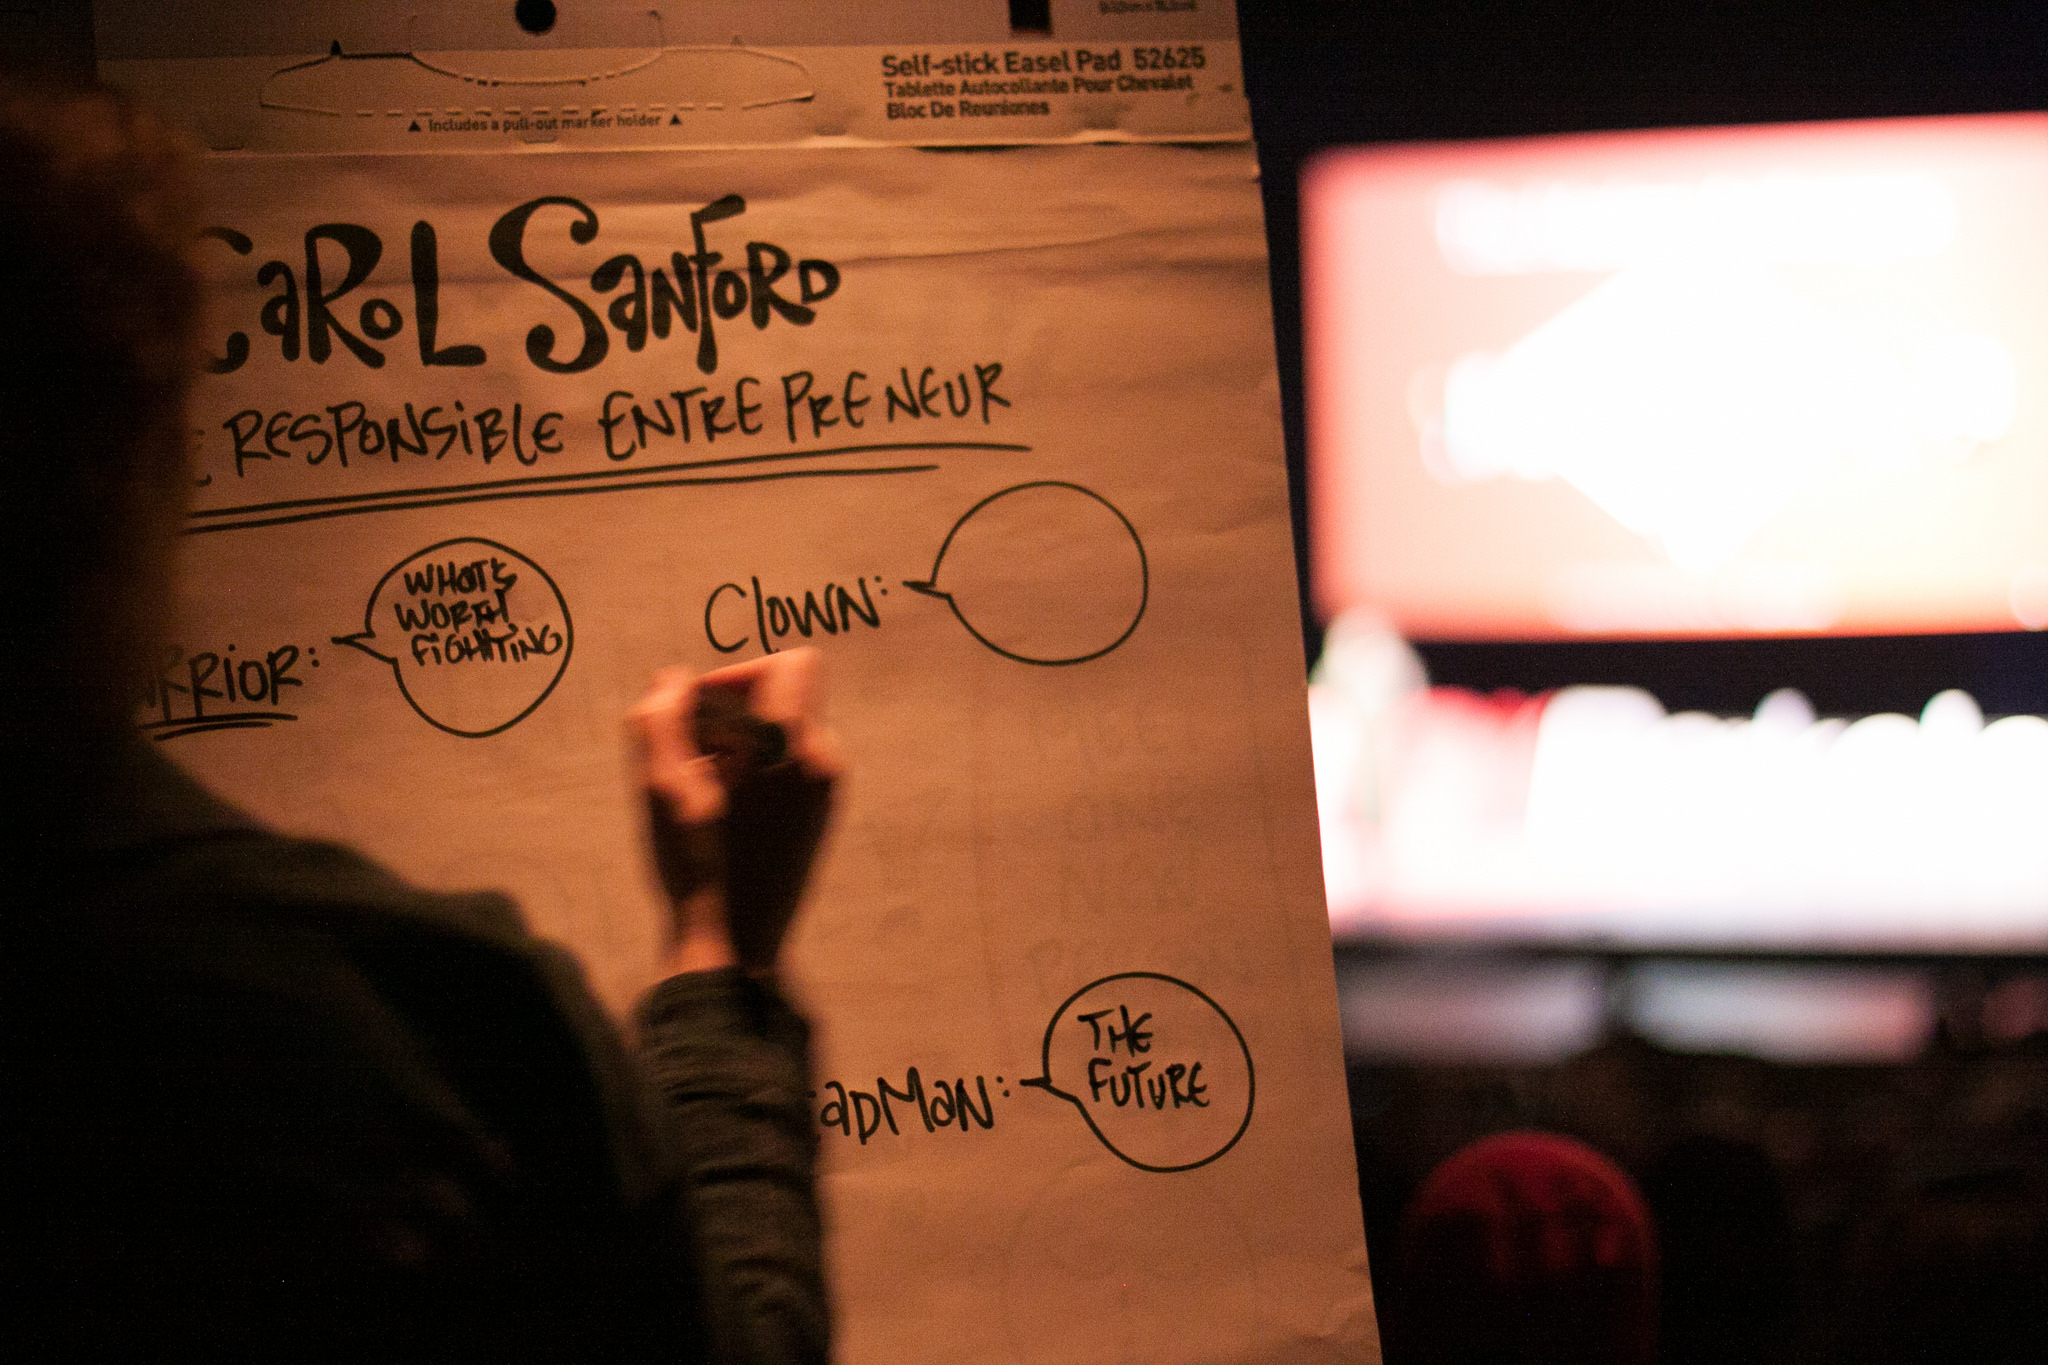 Self-stick Easel Pad 52625
Tablette Autocollante Pour Chevalet
Bloc De Reuniones
▲ Includes a pull-out marker holder ▲
CAROL SANFORD
RESPONSIBLE ENTREPRENEUR
WHAT'S
WORTH
FIGHTING
ARRIOR:
Clown:
THE
FUTURE
ADMAN: